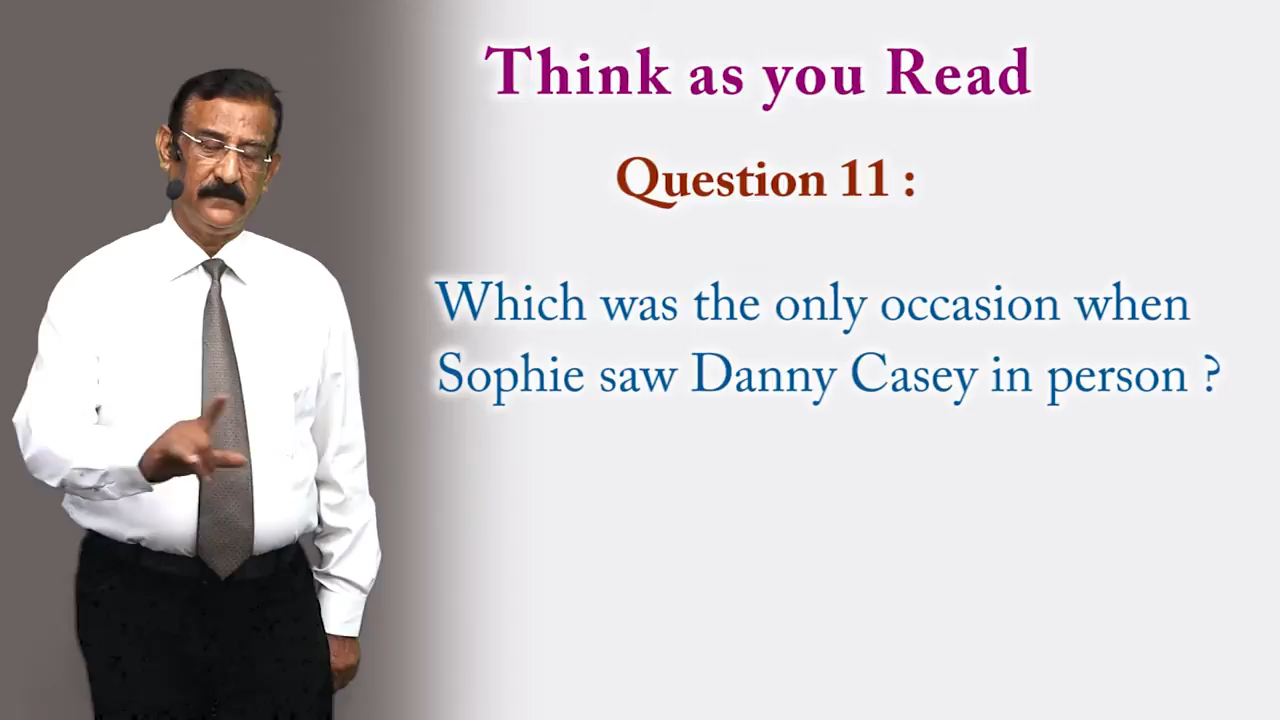 Think as you Read
Question 11 :
Which was the only occasion when
Sophie saw Danny Casey in person ?